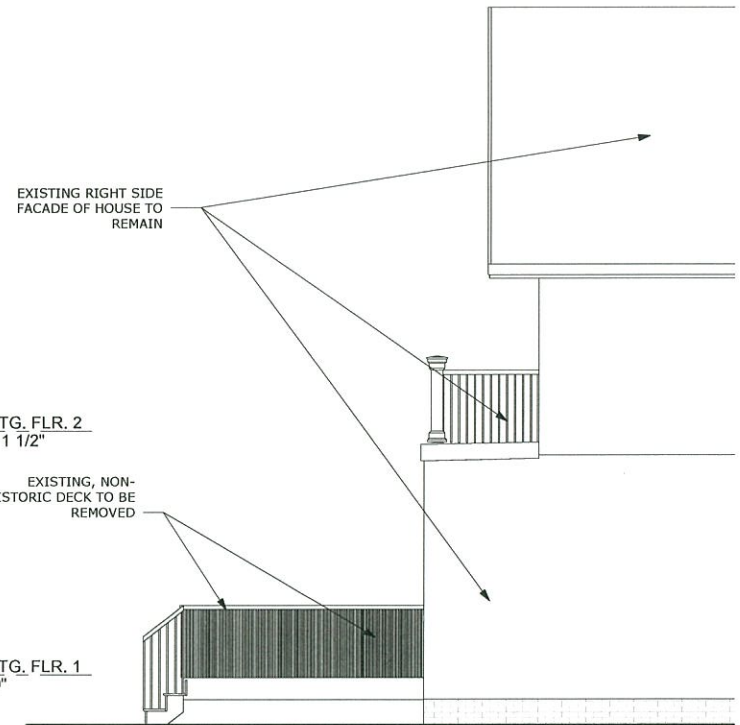 EXISTING RIGHT SIDE
FACADE OF HOUSE TO
REMAIN
TG. FLR. 2
1 1/2"
EXISTING, NON-
ISTORIC DECK TO BE
REMOVED
TG. FLR. 1
"